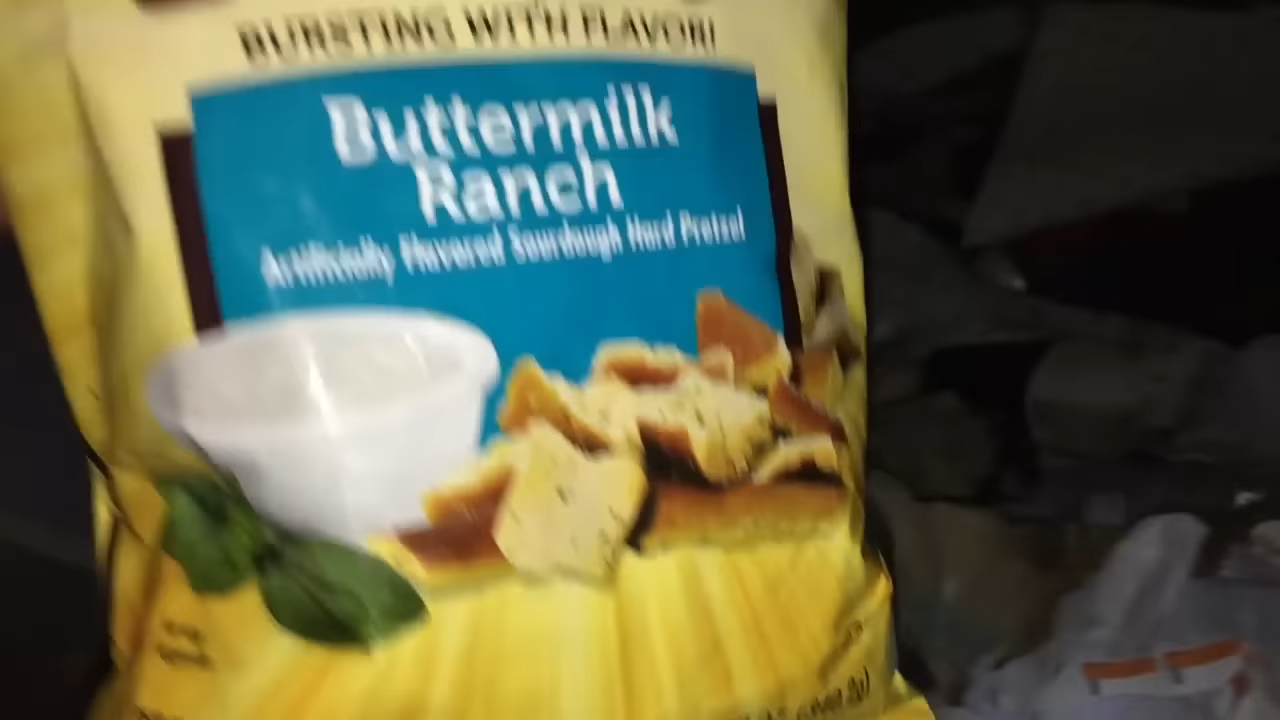 BURSTING WITH FLAVOR!
Buttermilk
Ranch
Artificially Flavored Sourdough Hard Pretzel